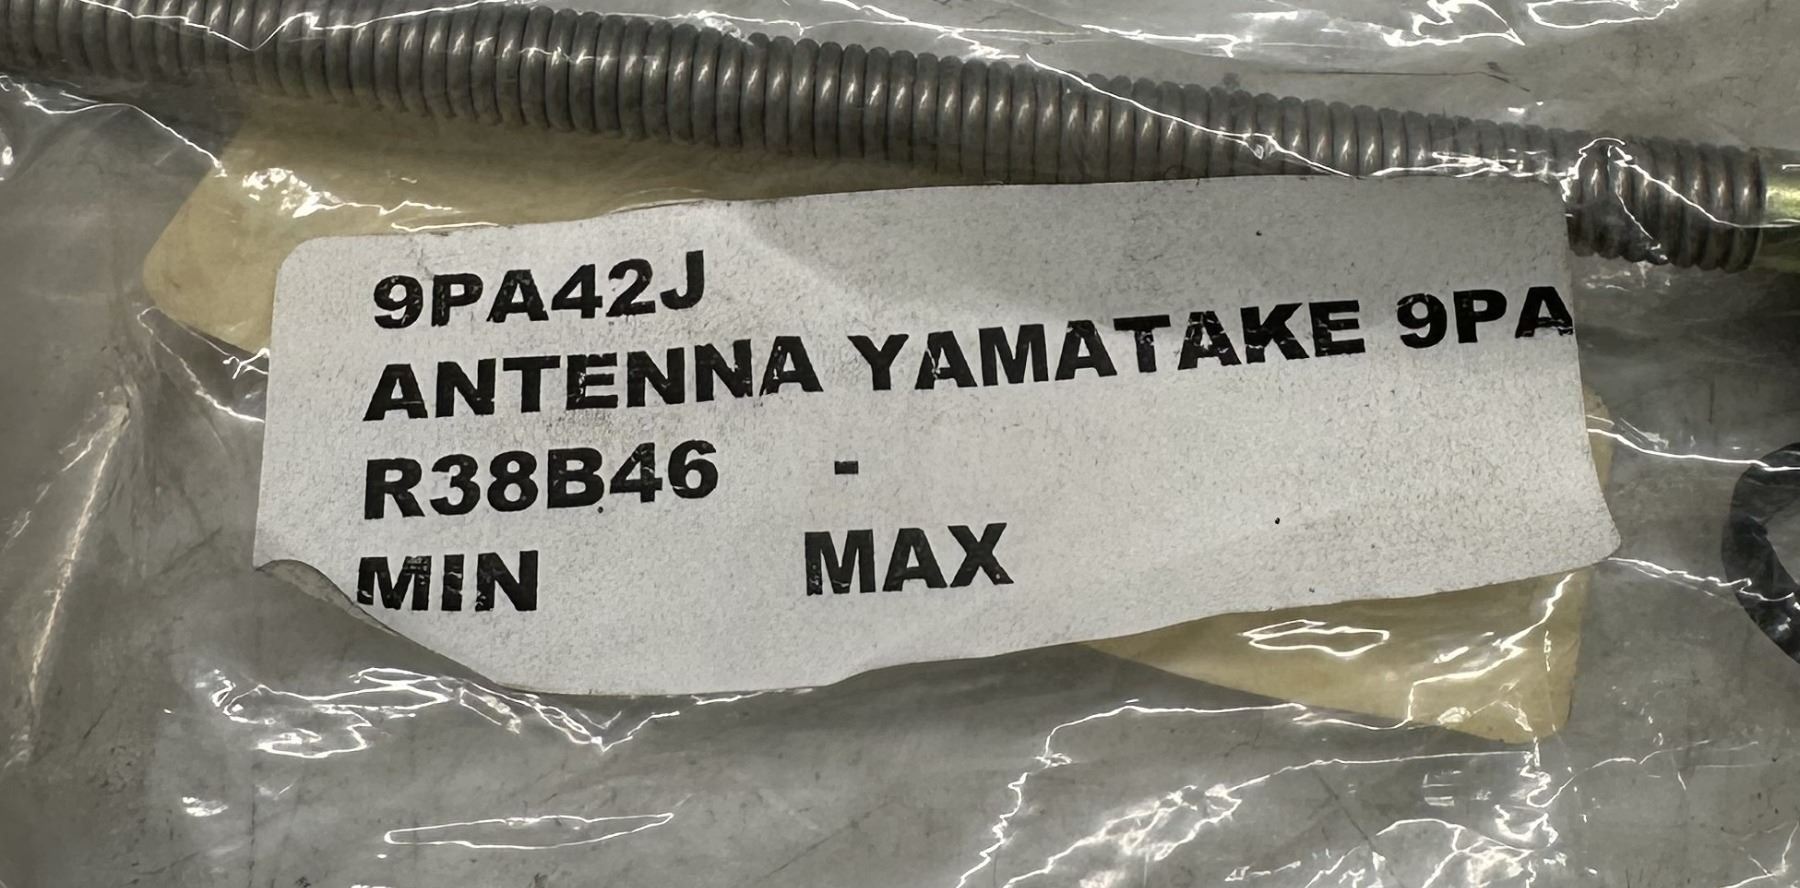 9PA42J
ANTENNA YAMATAKE 9PA
R38B46 -
MIN MAX